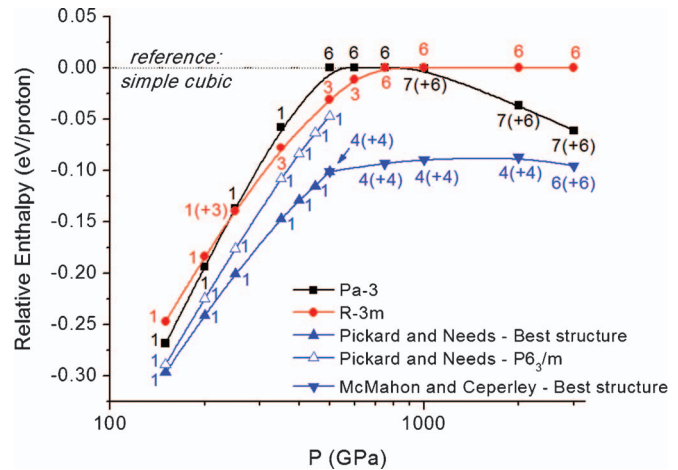 0.05
0.00
-0.05
-0.10
-0.15
-0.20
-0.25
-0.30
Relative Enthalpy (eV/proton)
reference:
simple cubic
6 6 6 6 6 6
1 3 3 6 7(+6)
1 3 1 4(+4) 7(+6)
1 4(+4) 4(+4) 4(+4) 7(+6)
1(+3) 1 1 1 6(+6)
1 1 1 1
1 1 1
1 1
1
1
1
Pa-3
R-3m
Pickard and Needs - Best structure
Pickard and Needs - P6₃/m
McMahon and Ceperley - Best structure
100 1000
P (GPa)